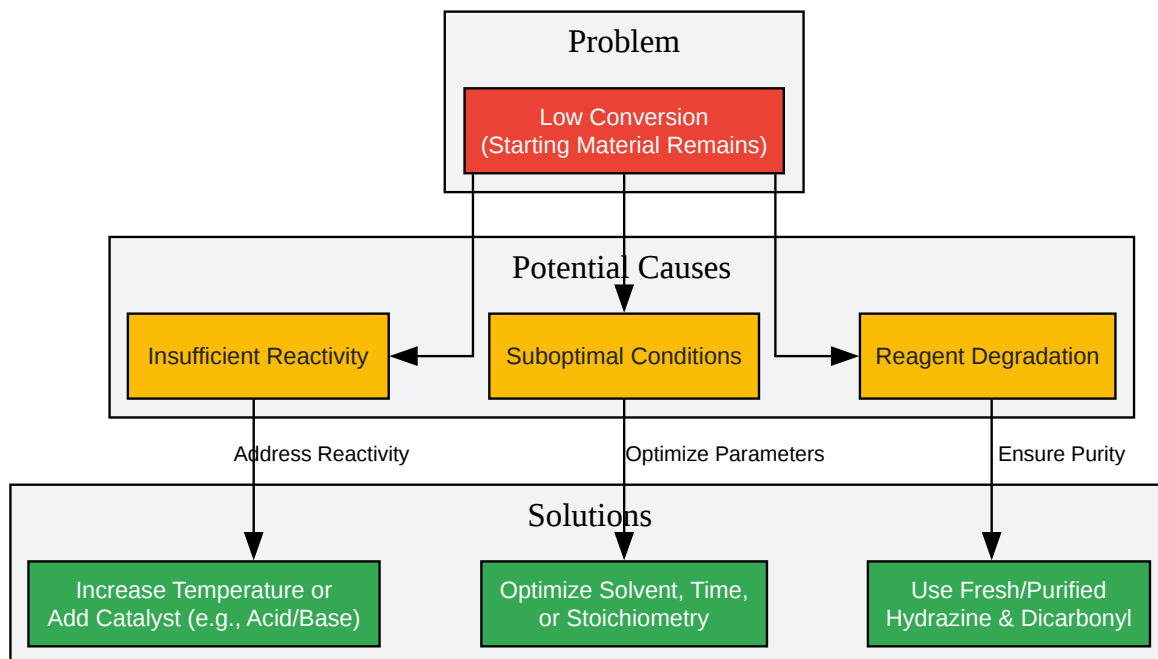 Problem
Low Conversion
(Starting Material Remains)
Potential Causes
Insufficient Reactivity
Suboptimal Conditions
Reagent Degradation
Address Reactivity
Optimize Parameters
Ensure Purity
Solutions
Increase Temperature or
Add Catalyst (e.g., Acid/Base)
Optimize Solvent, Time,
or Stoichiometry
Use Fresh/Purified
Hydrazine & Dicarbonyl